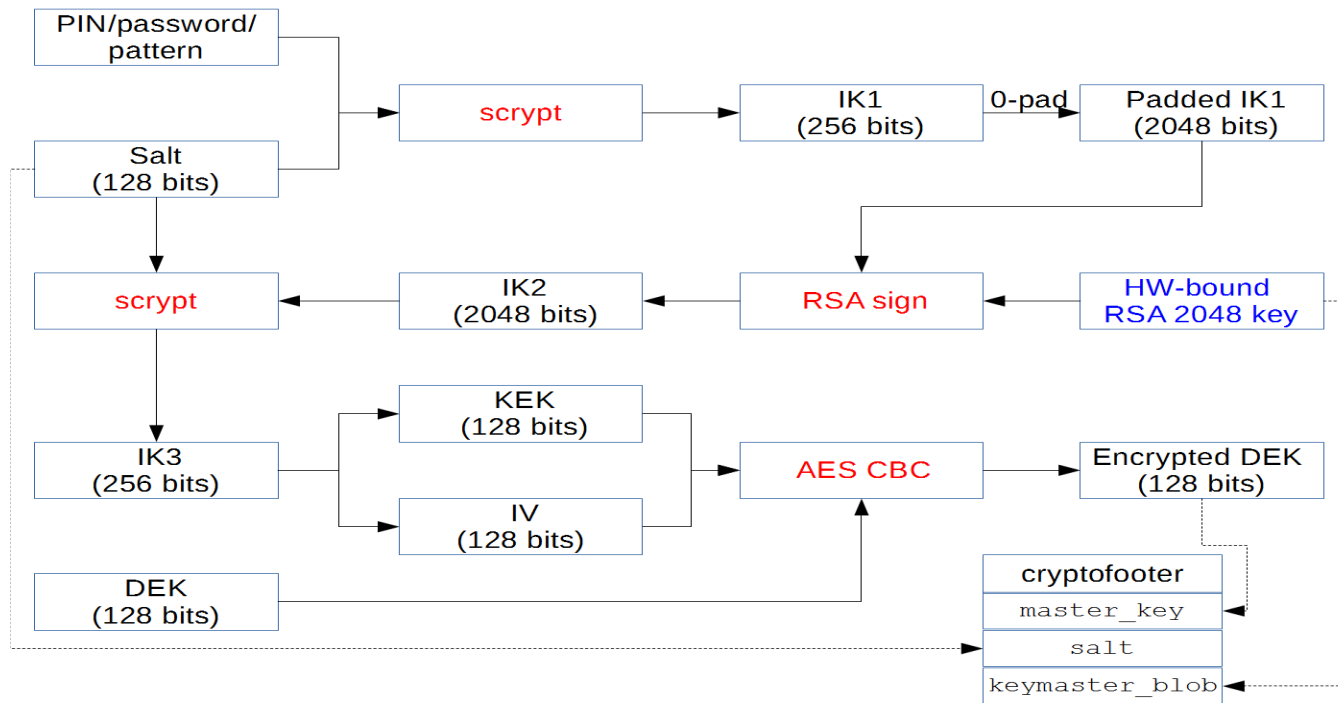 PIN/password/
pattern
Salt
(128 bits)
scrypt
IK1
(256 bits)
0-pad
Padded IK1
(2048 bits)
scrypt
IK2
(2048 bits)
RSA sign
HW-bound
RSA 2048 key
IK3
(256 bits)
KEK
(128 bits)
IV
(128 bits)
AES CBC
Encrypted DEK
(128 bits)
DEK
(128 bits)
cryptofooter
master_key
salt
keymaster_blob